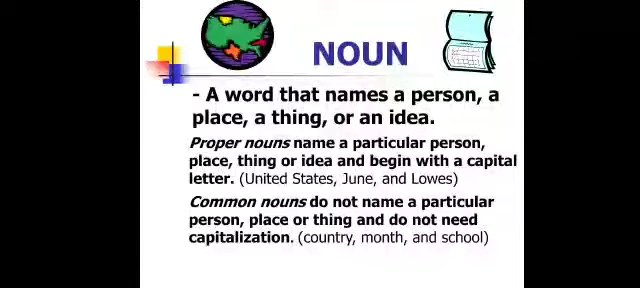 NOUN
- A word that names a person, a
place, a thing, or an idea.
Proper nouns name a particular person,
place, thing or idea and begin with a capital
letter. (United States, June, and Lowes)
Common nouns do not name a particular
person, place or thing and do not need
capitalization. (country, month, and school)